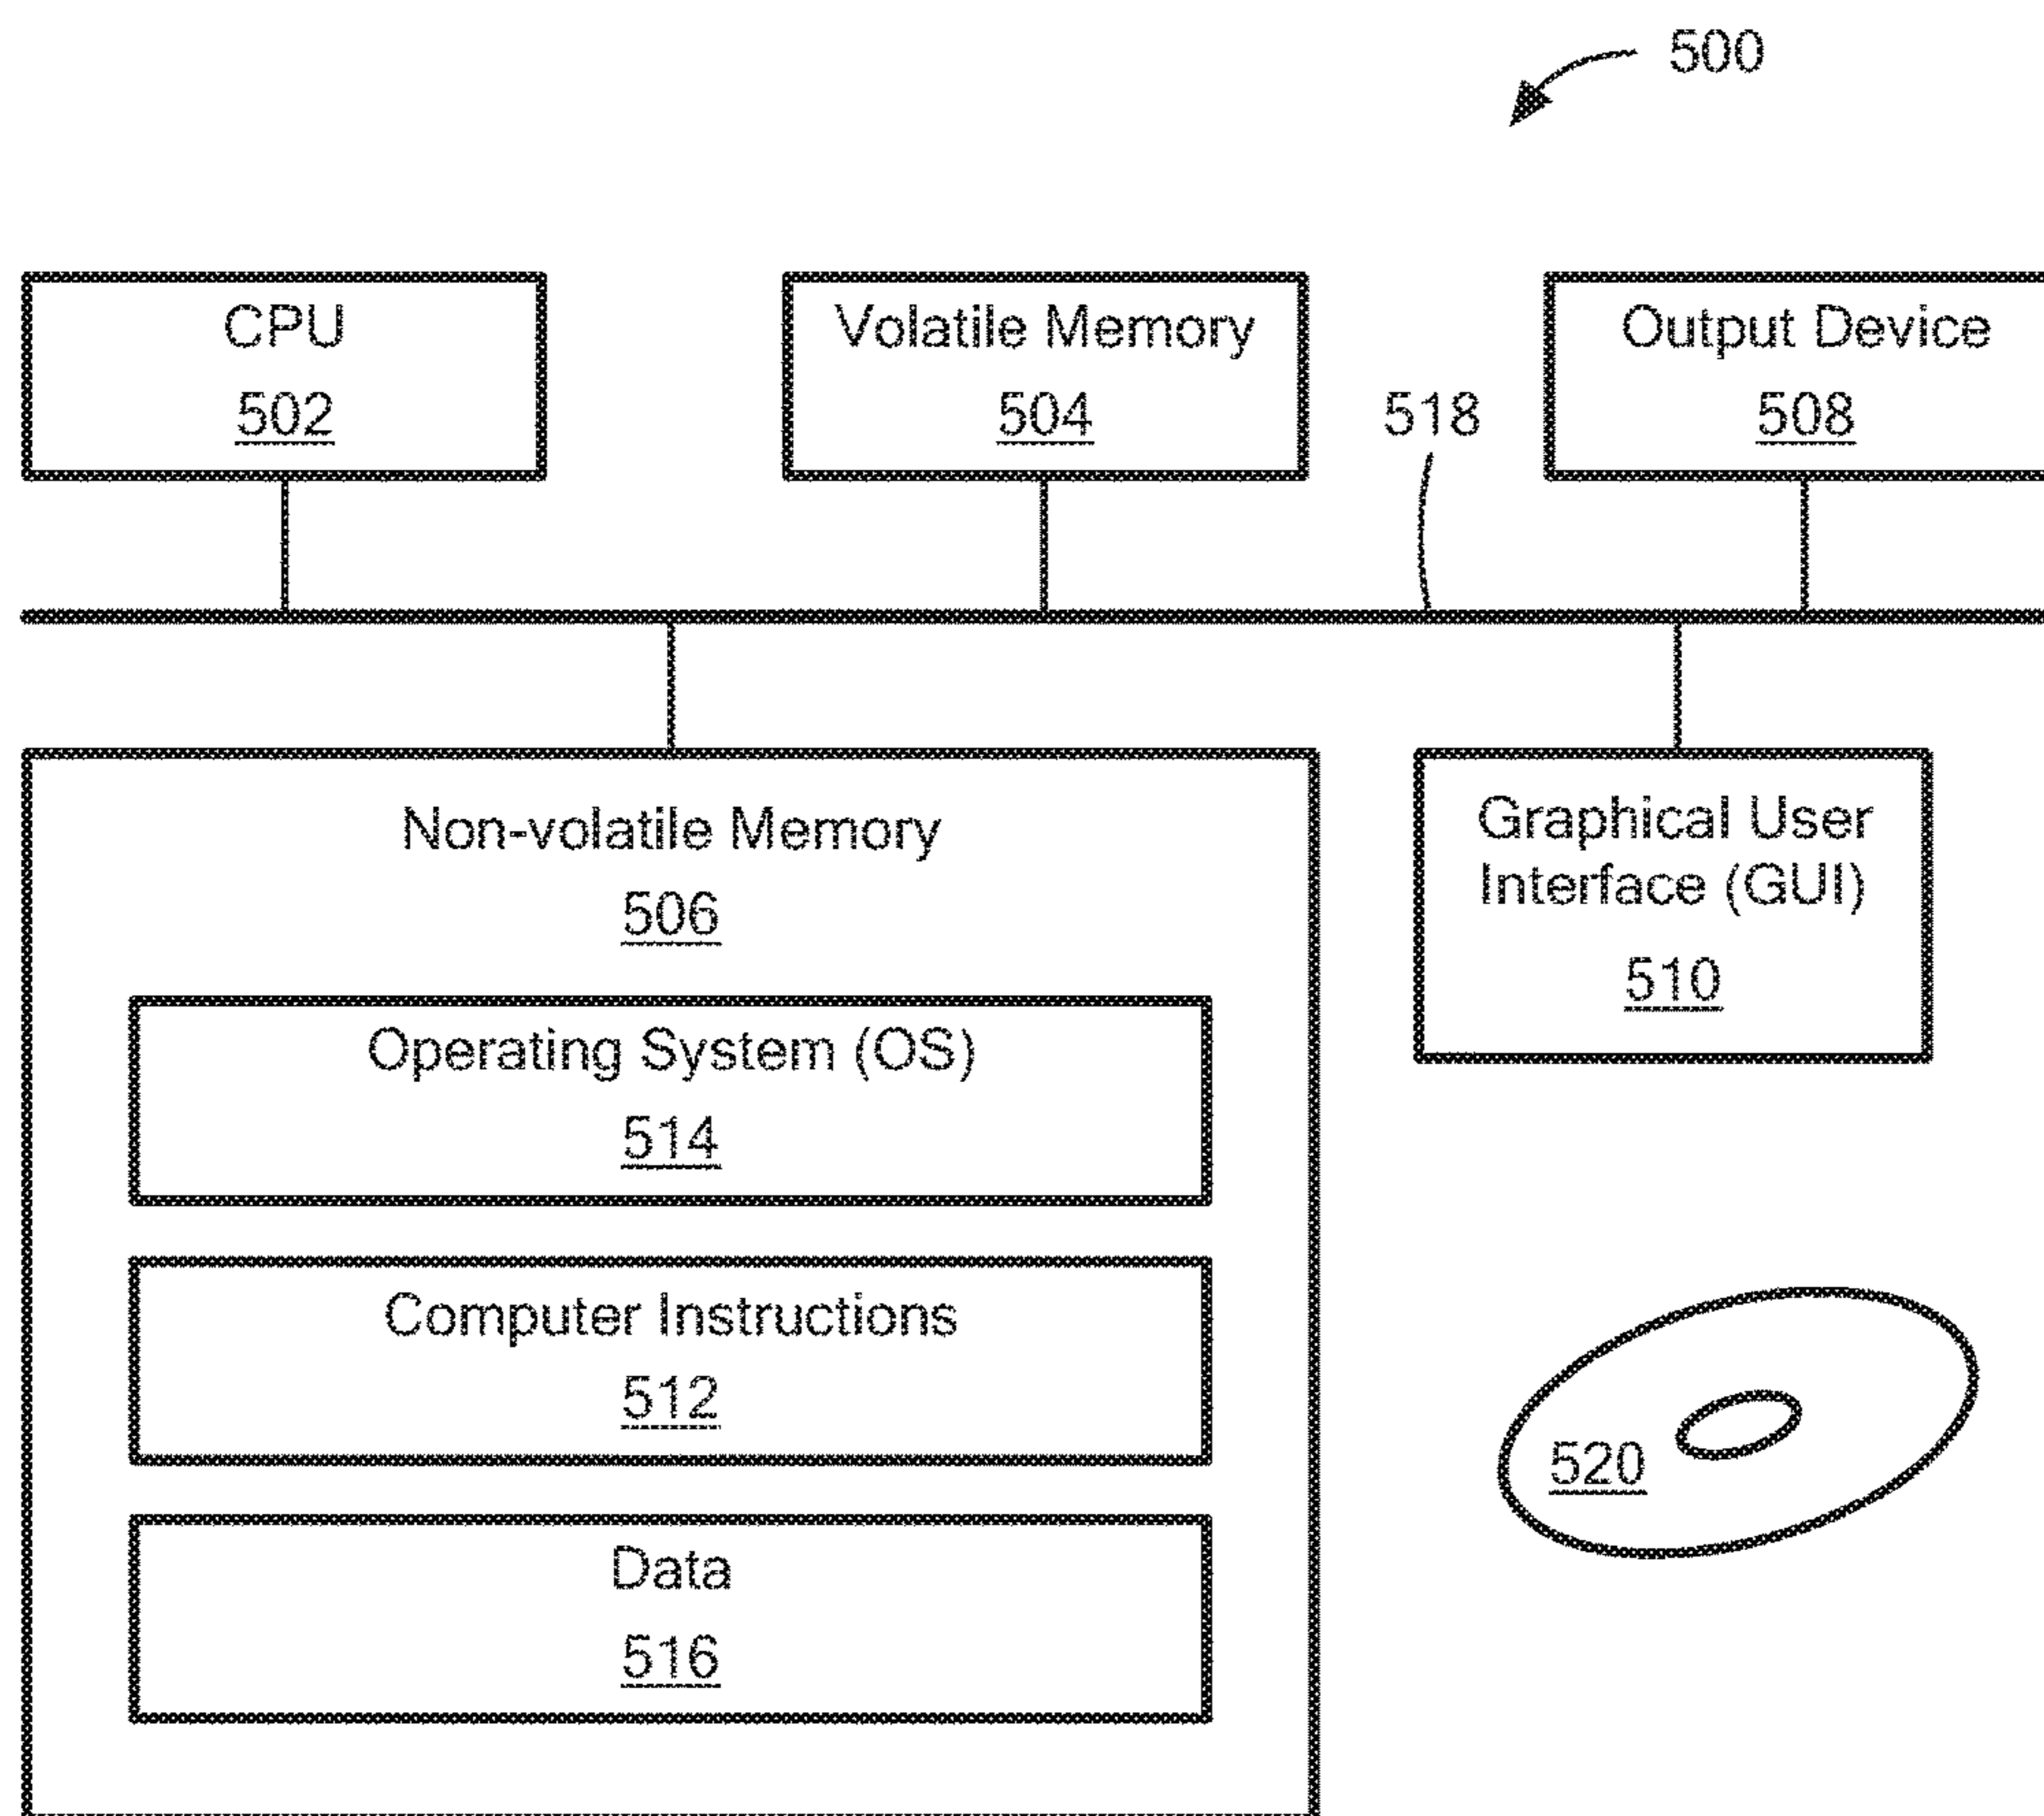 500
CPU
502
Volatile Memory
504
518
Output Device
508
Non-volatile Memory
506
Operating System (OS)
514
Computer Instructions
512
Data
516
Graphical User
Interface (GUI)
510
520